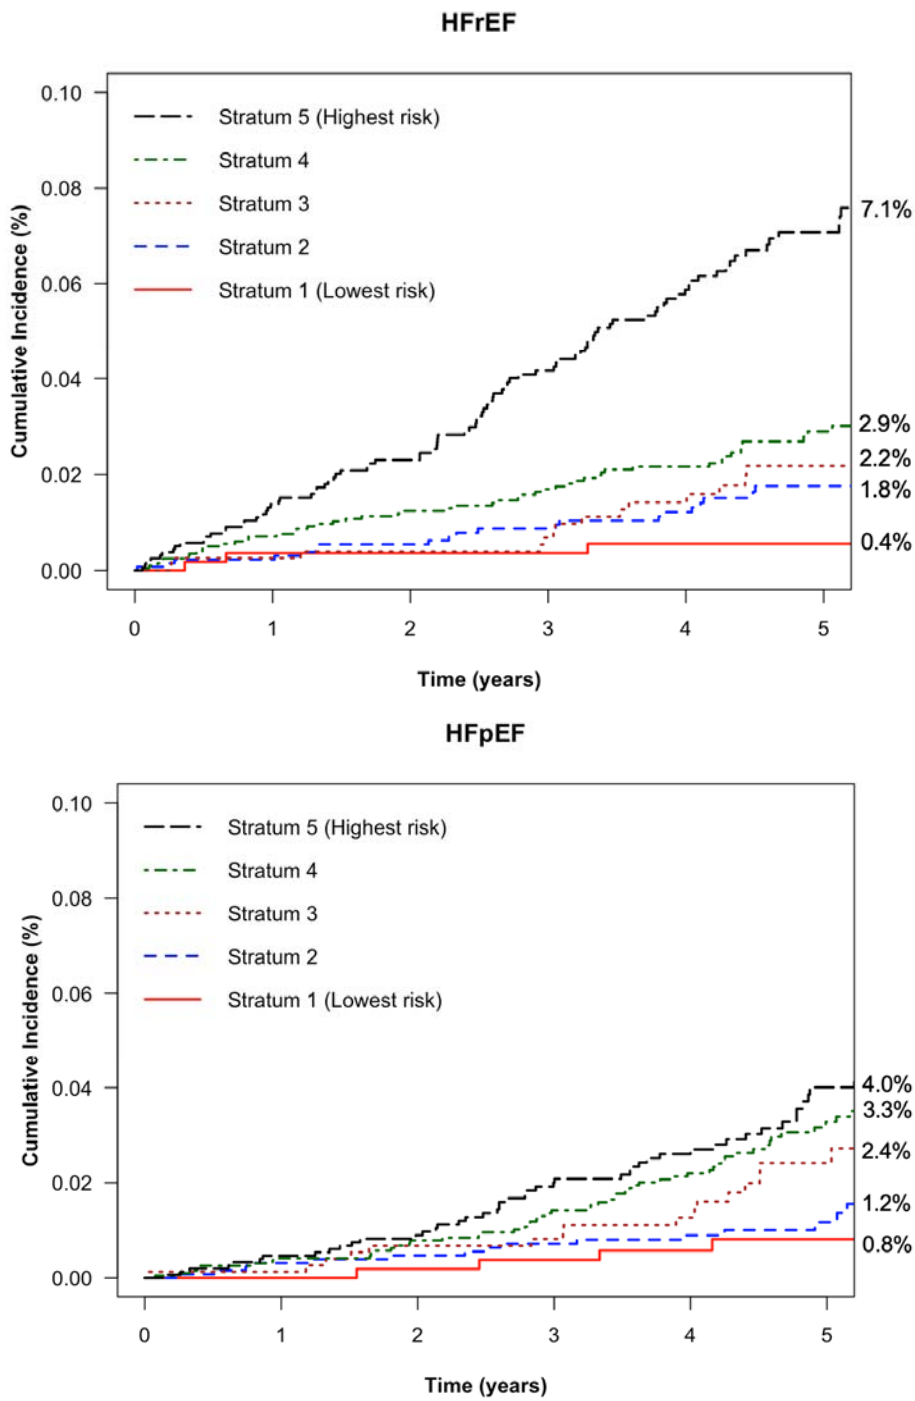 HFrEF
Cumulative Incidence (%)
0.10
0.08
0.06
0.04
0.02
0.00
Stratum 5 (Highest risk)
Stratum 4
Stratum 3
Stratum 2
Stratum 1 (Lowest risk)
7.1%
2.9%
2.2%
1.8%
0.4%
0 1 2 3 4 5
Time (years)
HFpEF
Cumulative Incidence (%)
0.10
0.08
0.06
0.04
0.02
0.00
Stratum 5 (Highest risk)
Stratum 4
Stratum 3
Stratum 2
Stratum 1 (Lowest risk)
4.0%
3.3%
2.4%
1.2%
0.8%
0 1 2 3 4 5
Time (years)